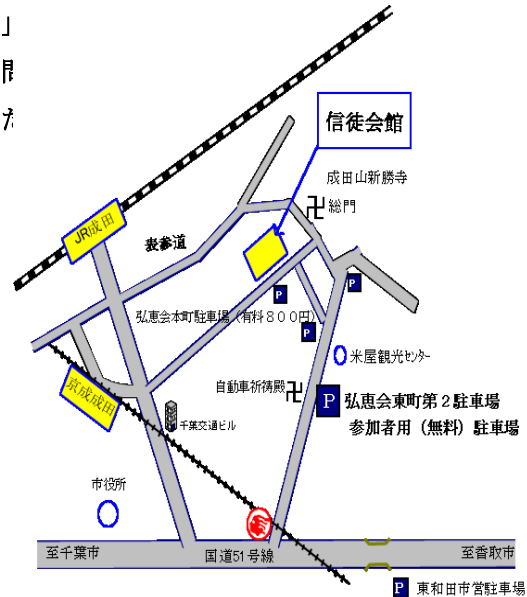 」
信徒会館
成田山新勝寺
総門
JR成田
表参道
P
P
弘恵会本町駐車場(有料800円)
P
米屋観光センター
自動車祈祷殿
P
弘恵会東町第2駐車場
参加者用(無料)駐車場
京成成田
千葉交通ビル
市役所
至千葉市
国道51号線
至香取市
P 東和田市営駐車場